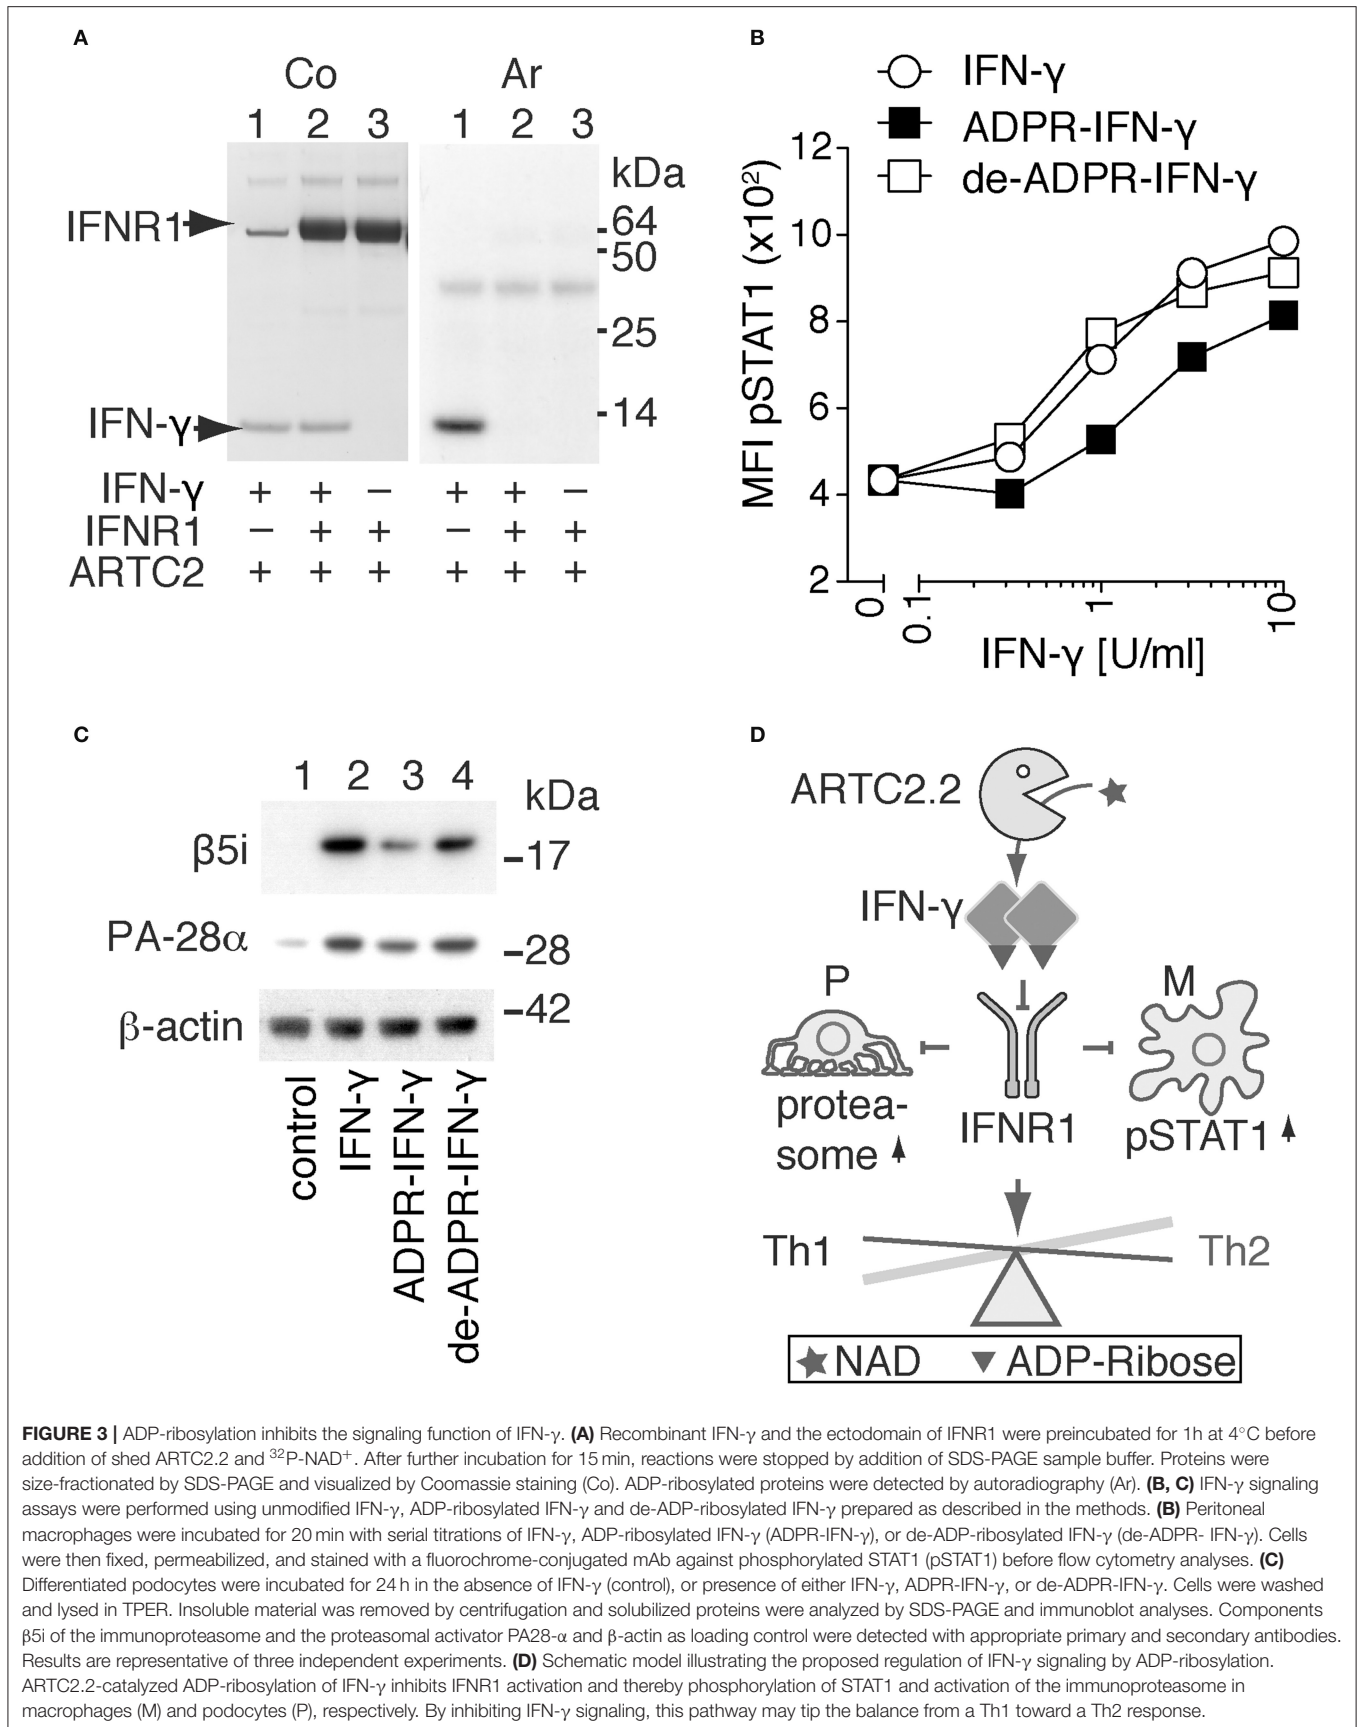 A
Co Ar
1 2 3 1 2 3
kDa
IFNR1
64
50
25
IFN-γ
14
IFN-γ + + − + + −
IFNR1 − + + − + +
ARTC2 + + + + + +
B
IFN-γ
ADPR-IFN-γ
de-ADPR-IFN-γ
MFI pSTAT1 (x10²)
12
10
8
6
4
2
0 0.1 1 10
IFN-γ [U/ml]
C
1 2 3 4
kDa
β5i
17
PA-28α
28
β-actin
42
control
IFN-γ
ADPR-IFN-γ
de-ADPR-IFN-γ
D
ARTC2.2
IFN-γ
P
M
protea-
some
IFNR1
pSTAT1
Th1
Th2
NAD ADP-Ribose
FIGURE 3 | ADP-ribosylation inhibits the signaling function of IFN-γ. (A) Recombinant IFN-γ and the ectodomain of IFNR1 were preincubated for 1h at 4°C before
addition of shed ARTC2.2 and ³²P-NAD⁺. After further incubation for 15 min, reactions were stopped by addition of SDS-PAGE sample buffer. Proteins were
size-fractionated by SDS-PAGE and visualized by Coomassie staining (Co). ADP-ribosylated proteins were detected by autoradiography (Ar). (B, C) IFN-γ signaling
assays were performed using unmodified IFN-γ, ADP-ribosylated IFN-γ and de-ADP-ribosylated IFN-γ prepared as described in the methods. (B) Peritoneal
macrophages were incubated for 20 min with serial titrations of IFN-γ, ADP-ribosylated IFN-γ (ADPR-IFN-γ), or de-ADP-ribosylated IFN-γ (de-ADPR- IFN-γ). Cells
were then fixed, permeabilized, and stained with a fluorochrome-conjugated mAb against phosphorylated STAT1 (pSTAT1) before flow cytometry analyses. (C)
Differentiated podocytes were incubated for 24 h in the absence of IFN-γ (control), or presence of either IFN-γ, ADPR-IFN-γ, or de-ADPR-IFN-γ. Cells were washed
and lysed in TPER. Insoluble material was removed by centrifugation and solubilized proteins were analyzed by SDS-PAGE and immunoblot analyses. Components
β5i of the immunoproteasome and the proteasomal activator PA28-α and β-actin as loading control were detected with appropriate primary and secondary antibodies.
Results are representative of three independent experiments. (D) Schematic model illustrating the proposed regulation of IFN-γ signaling by ADP-ribosylation.
ARTC2.2-catalyzed ADP-ribosylation of IFN-γ inhibits IFNR1 activation and thereby phosphorylation of STAT1 and activation of the immunoproteasome in
macrophages (M) and podocytes (P), respectively. By inhibiting IFN-γ signaling, this pathway may tip the balance from a Th1 toward a Th2 response.